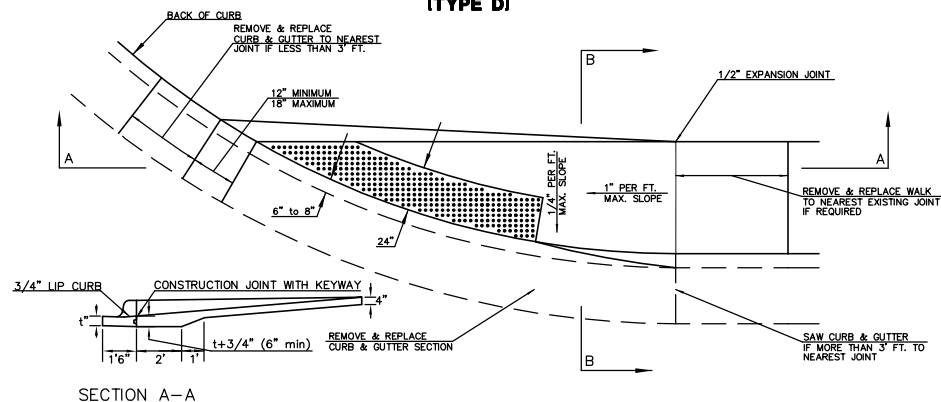 (TYPE D)
BACK OF CURB
REMOVE & REPLACE
CURB & GUTTER TO NEAREST
JOINT IF LESS THAN 3' FT.
12" MINIMUM
18" MAXIMUM
B
1/2" EXPANSION JOINT
A
A
1/4" PER FT.
MAX. SLOPE
1" PER FT.
MAX. SLOPE
REMOVE & REPLACE WALK
TO NEAREST EXISTING JOINT
IF REQUIRED
6" to 8"
24"
3/4" LIP CURB
CONSTRUCTION JOINT WITH KEYWAY
4"
t"
t+3/4" (6" min)
1'6"
2'
1'
REMOVE & REPLACE
CURB & GUTTER SECTION
SAW CURB & GUTTER
IF MORE THAN 3' FT. TO
NEAREST JOINT
B
SECTION A-A